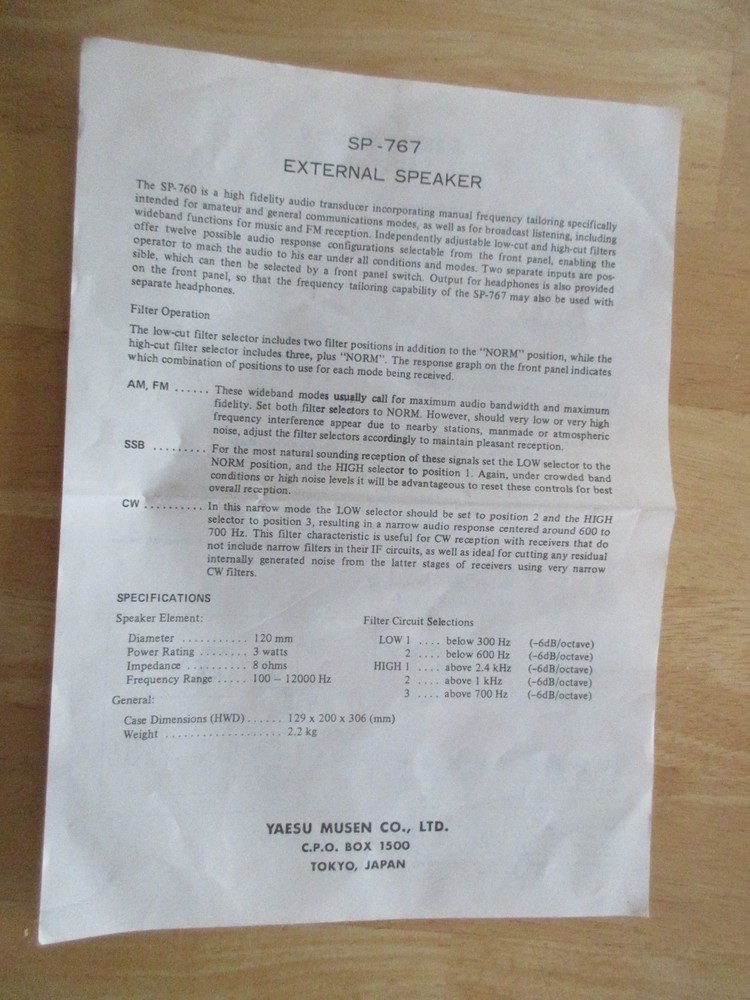 SP-767
EXTERNAL SPEAKER
The SP-760 is a high fidelity audio transducer incorporating manual frequency tailoring specifically
intended for amateur and general communications modes, as well as for broadcast listening, including
wideband functions for music and FM reception. Independently adjustable low-cut and high-cut filters
offer twelve possible audio response configurations selectable from the front panel, enabling the
operator to mach the audio to his ear under all conditions and modes. Two separate inputs are pos-
sible, which can then be selected by a front panel switch. Output for headphones is also provided
on the front panel, so that the frequency tailoring capability of the SP-767 may also be used with
separate headphones.
Filter Operation
The low-cut filter selector includes two filter positions in addition to the "NORM" position, while the
high-cut filter selector includes three, plus "NORM". The response graph on the front panel indicates
which combination of positions to use for each mode being received.
AM, FM ...... These wideband modes usually call for maximum audio bandwidth and maximum
fidelity. Set both filter selectors to NORM. However, should very low or very high
frequency interference appear due to nearby stations, manmade or atmospheric
noise, adjust the filter selectors accordingly to maintain pleasant reception.
SSB ......... For the most natural sounding reception of these signals set the LOW selector to the
NORM position, and the HIGH selector to position 1. Again, under crowded band
conditions or high noise levels it will be advantageous to reset these controls for best
overall reception.
CW .......... In this narrow mode the LOW selector should be set to position 2 and the HIGH
selector to position 3, resulting in a narrow audio response centered around 600 to
700 Hz. This filter characteristic is useful for CW reception with receivers that do
not include narrow filters in their IF circuits, as well as ideal for cutting any residual
internally generated noise from the latter stages of receivers using very narrow
CW filters.
SPECIFICATIONS
Speaker Element:
Diameter ........... 120 mm
Power Rating ........ 3 watts
Impedance .......... 8 ohms
Frequency Range ..... 100 – 12000 Hz
General:
Case Dimensions (HWD) ...... 129 x 200 x 306 (mm)
Weight .................. 2.2 kg
Filter Circuit Selections
LOW 1 .... below 300 Hz (–6dB/octave)
2 .... below 600 Hz (–6dB/octave)
HIGH 1 .... above 2.4 kHz (–6dB/octave)
2 .... above 1 kHz (–6dB/octave)
3 .... above 700 Hz (–6dB/octave)
YAESU MUSEN CO., LTD.
C.P.O. BOX 1500
TOKYO, JAPAN